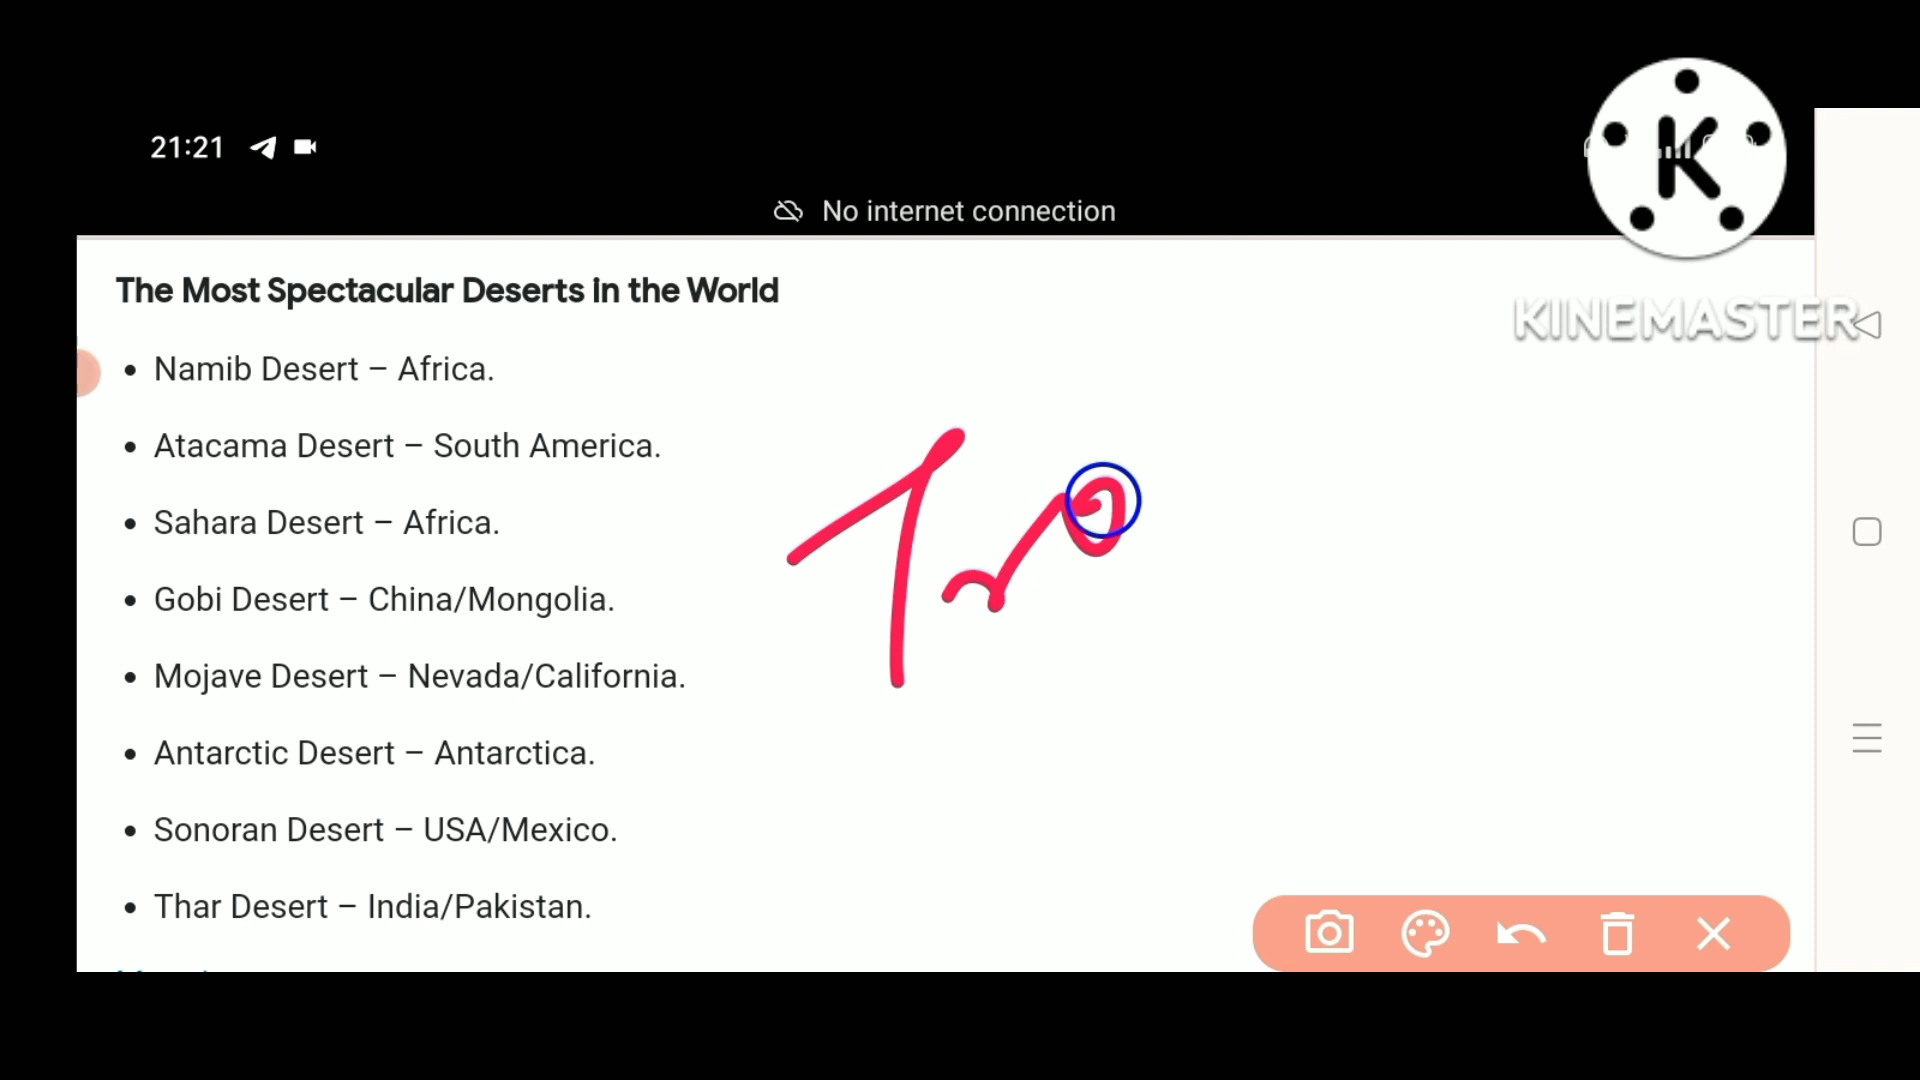 21:21
No internet connection
K
KINEMASTER
The Most Spectacular Deserts in the World
• Namib Desert – Africa.
• Atacama Desert – South America.
• Sahara Desert – Africa.
• Gobi Desert – China/Mongolia.
• Mojave Desert – Nevada/California.
• Antarctic Desert – Antarctica.
• Sonoran Desert – USA/Mexico.
• Thar Desert – India/Pakistan.